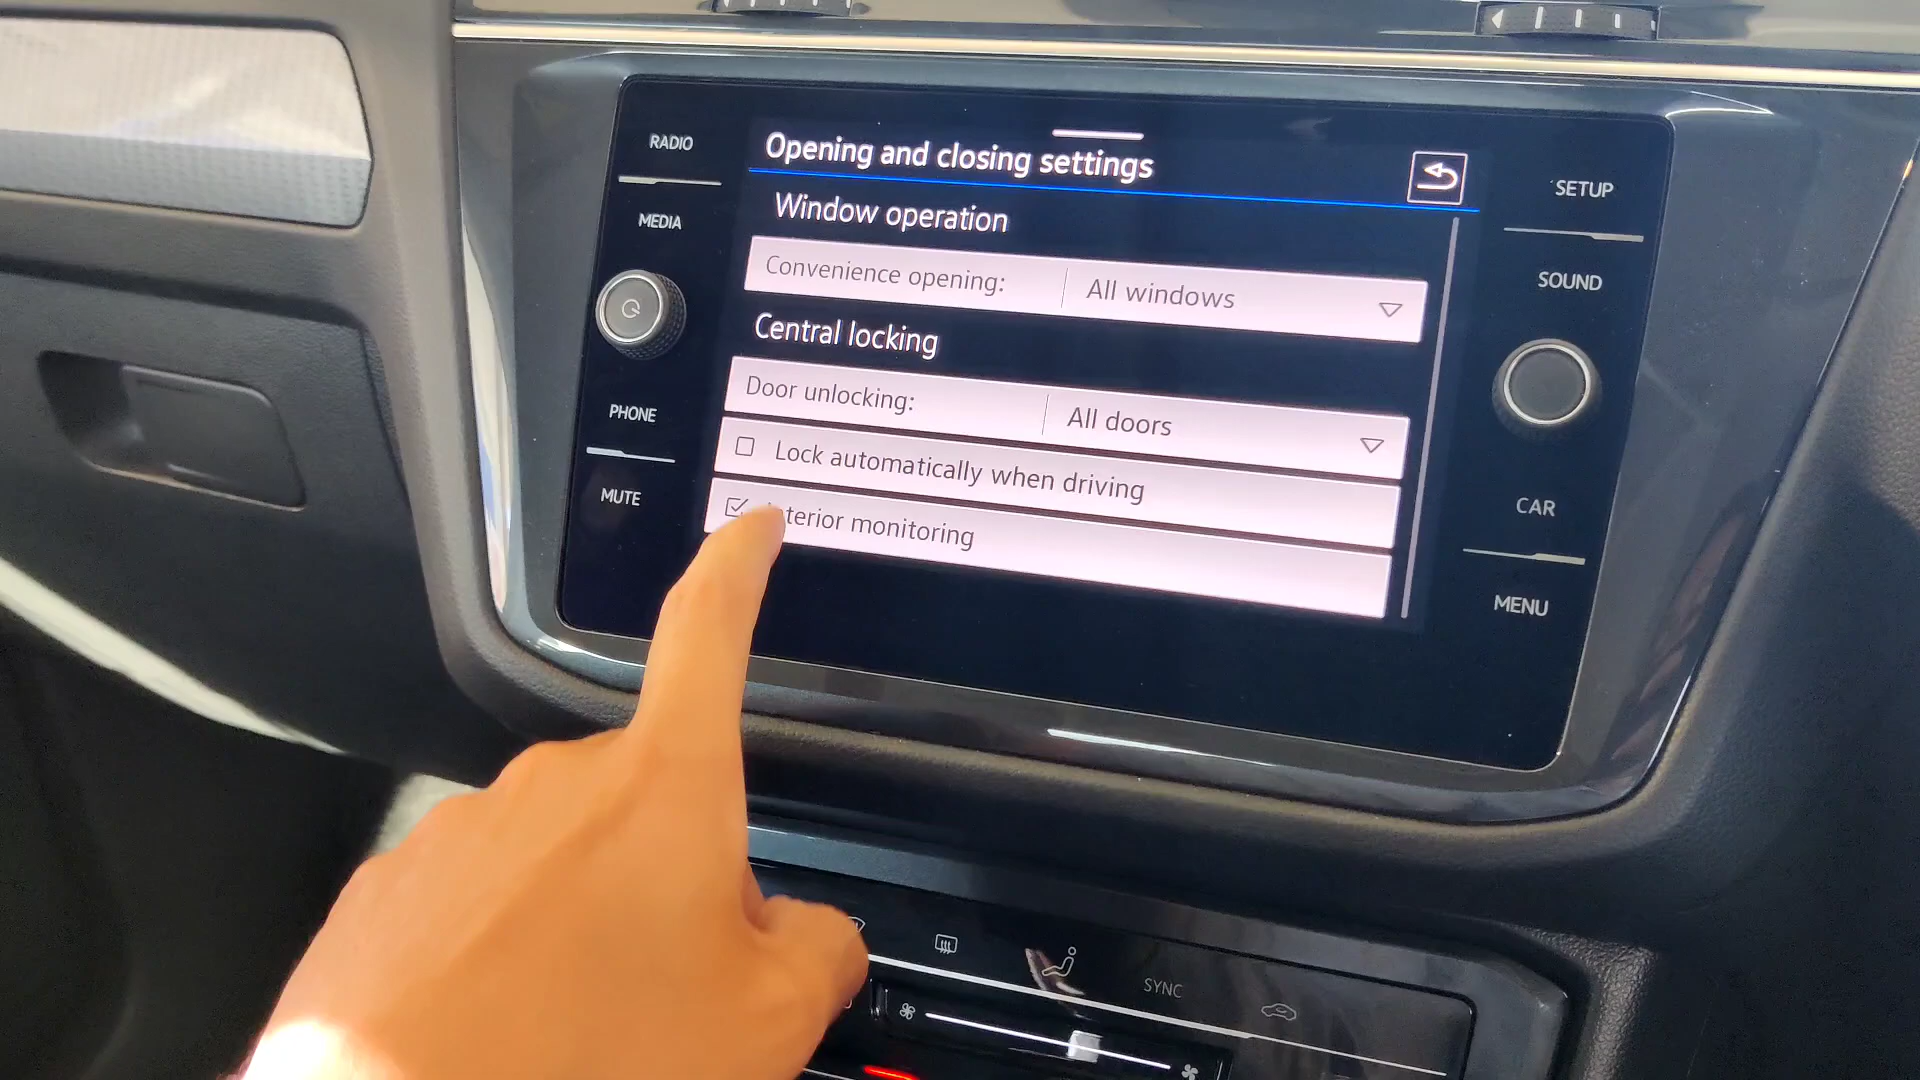 RADIO
MEDIA
PHONE
MUTE
Opening and closing settings
Window operation
Convenience opening: All windows
Central locking
Door unlocking: All doors
Lock automatically when driving
monitoring
SETUP
SOUND
CAR
MENU
SYNC